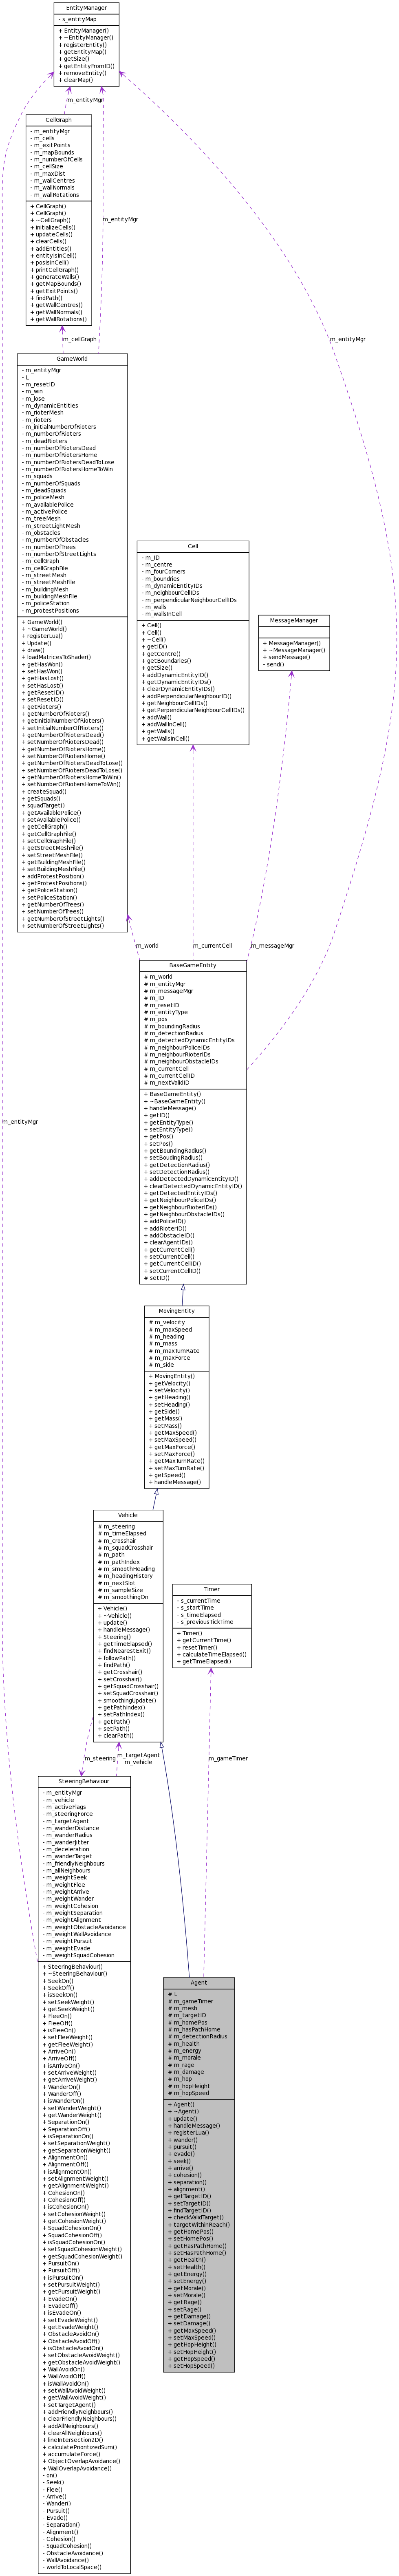 EntityManager
- s_entityMap
+ EntityManager()
+ ~EntityManager()
+ registerEntity()
+ getEntityMap()
+ getSize()
+ getEntityFromID()
+ removeEntity()
+ clearMap()
m_entityMgr
CellGraph
- m_entityMgr
- m_cells
- m_exitPoints
- m_mapBounds
- m_numberOfCells
- m_cellSize
- m_maxDist
- m_wallCentres
- m_wallNormals
- m_wallRotations
+ CellGraph()
+ CellGraph()
+ ~CellGraph()
+ initializeCells()
+ updateCells()
+ clearCells()
+ addEntities()
+ entityIsInCell()
+ posIsInCell()
+ printCellGraph()
+ generateWalls()
+ getMapBounds()
+ getExitPoints()
+ findPath()
+ getWallCentres()
+ getWallNormals()
+ getWallRotations()
m_entityMgr
m_cellGraph
m_entityMgr
GameWorld
- m_entityMgr
- L
- m_resetID
- m_win
- m_lose
- m_dynamicEntities
- m_rioterMesh
- m_rioters
- m_initialNumberOfRioters
- m_numberOfRioters
- m_deadRioters
- m_numberOfRiotersDead
- m_numberOfRiotersHome
- m_numberOfRiotersDeadToLose
- m_numberOfRiotersHomeToWin
- m_squads
- m_numberOfSquads
- m_deadSquads
- m_policeMesh
- m_availablePolice
- m_activePolice
- m_treeMesh
- m_streetLightMesh
- m_obstacles
- m_numberOfObstacles
- m_numberOfTrees
- m_numberOfStreetLights
- m_cellGraph
- m_cellGraphFile
- m_streetMesh
- m_streetMeshFile
- m_buildingMesh
- m_buildingMeshFile
- m_policeStation
- m_protestPositions
+ GameWorld()
+ ~GameWorld()
+ registerLua()
+ Update()
+ draw()
+ loadMatricesToShader()
+ getHasWon()
+ setHasWon()
+ getHasLost()
+ setHasLost()
+ getResetID()
+ setResetID()
+ getRioters()
+ getNumberOfRioters()
+ getInitialNumberOfRioters()
+ setInitialNumberOfRioters()
+ getNumberOfRiotersDead()
+ setNumberOfRiotersDead()
+ getNumberOfRiotersHome()
+ setNumberOfRiotersHome()
+ getNumberOfRiotersDeadToLose()
+ setNumberOfRiotersDeadToLose()
+ getNumberOfRiotersHomeToWin()
+ setNumberOfRiotersHomeToWin()
+ createSquad()
+ getSquads()
+ squadTarget()
+ getAvailablePolice()
+ setAvailablePolice()
+ getCellGraph()
+ getCellGraphFile()
+ setCellGraphFile()
+ getStreetMeshFile()
+ setStreetMeshFile()
+ getBuildingMeshFile()
+ setBuildingMeshFile()
+ addProtestPosition()
+ getProtestPositions()
+ getPoliceStation()
+ setPoliceStation()
+ getNumberOfTrees()
+ setNumberOfTrees()
+ getNumberOfStreetLights()
+ setNumberOfStreetLights()
Cell
- m_ID
- m_centre
- m_fourCorners
- m_boundries
- m_dynamicEntityIDs
- m_neighbourCellIDs
- m_perpendicularNeighbourCellIDs
- m_walls
- m_wallsInCell
+ Cell()
+ Cell()
+ ~Cell()
+ getID()
+ getCentre()
+ getBoundaries()
+ getSize()
+ addDynamicEntityID()
+ getDynamicEntityIDs()
+ clearDynamicEntityIDs()
+ addPerpendicularNeighbourID()
+ getNeighbourCellIDs()
+ getPerpendicularNeighbourCellIDs()
+ addWall()
+ addWallInCell()
+ getWalls()
+ getWallsInCell()
MessageManager
+ MessageManager()
+ ~MessageManager()
+ sendMessage()
- send()
m_world
m_currentCell
m_messageMgr
BaseGameEntity
# m_world
# m_entityMgr
# m_messageMgr
# m_ID
# m_resetID
# m_entityType
# m_pos
# m_boundingRadius
# m_detectionRadius
# m_detectedDynamicEntityIDs
# m_neighbourPoliceIDs
# m_neighbourRioterIDs
# m_neighbourObstacleIDs
# m_currentCell
# m_currentCellID
# m_nextValidID
+ BaseGameEntity()
+ ~BaseGameEntity()
+ handleMessage()
+ getID()
+ getEntityType()
+ setEntityType()
+ getPos()
+ setPos()
+ getBoundingRadius()
+ setBoudingRadius()
+ getDetectionRadius()
+ setDetectionRadius()
+ addDetectedDynamicEntityID()
+ clearDetectedDynamicEntityID()
+ getDetectedEntityIDs()
+ getNeighbourPoliceIDs()
+ getNeighbourRioterIDs()
+ getNeighbourObstacleIDs()
+ addPoliceID()
+ addRioterID()
+ addObstacleID()
+ clearAgentIDs()
+ getCurrentCell()
+ setCurrentCell()
+ getCurrentCellID()
+ setCurrentCellID()
# setID()
m_entityMgr
MovingEntity
# m_velocity
# m_maxSpeed
# m_heading
# m_mass
# m_maxTurnRate
# m_maxForce
# m_side
+ MovingEntity()
+ getVelocity()
+ setVelocity()
+ getHeading()
+ setHeading()
+ getSide()
+ getMass()
+ setMass()
+ getMaxSpeed()
+ setMaxSpeed()
+ getMaxForce()
+ setMaxForce()
+ getMaxTurnRate()
+ setMaxTurnRate()
+ getSpeed()
+ handleMessage()
Vehicle
# m_steering
# m_timeElapsed
# m_crosshair
# m_squadCrosshair
# m_path
# m_pathIndex
# m_smoothHeading
# m_headingHistory
# m_nextSlot
# m_sampleSize
# m_smoothingOn
+ Vehicle()
+ ~Vehicle()
+ update()
+ handleMessage()
+ Steering()
+ getTimeElapsed()
+ findNearestExit()
+ followPath()
+ findPath()
+ getCrosshair()
+ setCrosshair()
+ getSquadCrosshair()
+ setSquadCrosshair()
+ smoothingUpdate()
+ getPathIndex()
+ setPathIndex()
+ getPath()
+ setPath()
+ clearPath()
Timer
- s_currentTime
- s_startTime
- s_timeElapsed
- s_previousTickTime
+ Timer()
+ getCurrentTime()
+ resetTimer()
+ calculateTimeElapsed()
+ getTimeElapsed()
m_steering
m_targetAgent
m_vehicle
m_gameTimer
SteeringBehaviour
- m_entityMgr
- m_vehicle
- m_activeFlags
- m_steeringForce
- m_targetAgent
- m_wanderDistance
- m_wanderRadius
- m_wanderJitter
- m_deceleration
- m_wanderTarget
- m_friendlyNeighbours
- m_allNeighbours
- m_weightSeek
- m_weightFlee
- m_weightArrive
- m_weightWander
- m_weightCohesion
- m_weightSeparation
- m_weightAlignment
- m_weightObstacleAvoidance
- m_weightWallAvoidance
- m_weightPursuit
- m_weightEvade
- m_weightSquadCohesion
+ SteeringBehaviour()
+ ~SteeringBehaviour()
+ SeekOn()
+ SeekOff()
+ isSeekOn()
+ setSeekWeight()
+ getSeekWeight()
+ FleeOn()
+ FleeOff()
+ isFleeOn()
+ setFleeWeight()
+ getFleeWeight()
+ ArriveOn()
+ ArriveOff()
+ isArriveOn()
+ setArriveWeight()
+ getArriveWeight()
+ WanderOn()
+ WanderOff()
+ isWanderOn()
+ setWanderWeight()
+ getWanderWeight()
+ SeparationOn()
+ SeparationOff()
+ isSeparationOn()
+ setSeparationWeight()
+ getSeparationWeight()
+ AlignmentOn()
+ AlignmentOff()
+ isAlignmentOn()
+ setAlignmentWeight()
+ getAlignmentWeight()
+ CohesionOn()
+ CohesionOff()
+ isCohesionOn()
+ setCohesionWeight()
+ getCohesionWeight()
+ SquadCohesionOn()
+ SquadCohesionOff()
+ isSquadCohesionOn()
+ setSquadCohesionWeight()
+ getSquadCohesionWeight()
+ PursuitOn()
+ PursuitOff()
+ isPursuitOn()
+ setPursuitWeight()
+ getPursuitWeight()
+ EvadeOn()
+ EvadeOff()
+ isEvadeOn()
+ setEvadeWeight()
+ getEvadeWeight()
+ ObstacleAvoidOn()
+ ObstacleAvoidOff()
+ isObstacleAvoidOn()
+ setObstacleAvoidWeight()
+ getObstacleAvoidWeight()
+ WallAvoidOn()
+ WallAvoidOff()
+ isWallAvoidOn()
+ setWallAvoidWeight()
+ getWallAvoidWeight()
+ setTargetAgent()
+ addFriendlyNeighbours()
+ clearFriendlyNeighbours()
+ addAllNeighbours()
+ clearAllNeighbours()
+ lineIntersection2D()
+ calculatePrioritizedSum()
+ accumulateForce()
+ ObjectOverlapAvoidance()
+ WallOverlapAvoidance()
- on()
- Seek()
- Flee()
- Arrive()
- Wander()
- Pursuit()
- Evade()
- Separation()
- Alignment()
- Cohesion()
- SquadCohesion()
- ObstacleAvoidance()
- WallAvoidance()
- worldToLocalSpace()
Agent
# L
# m_gameTimer
# m_mesh
# m_targetID
# m_homePos
# m_hasPathHome
# m_detectionRadius
# m_health
# m_energy
# m_morale
# m_rage
# m_damage
# m_hop
# m_hopHeight
# m_hopSpeed
+ Agent()
+ ~Agent()
+ update()
+ handleMessage()
+ registerLua()
+ wander()
+ pursuit()
+ evade()
+ seek()
+ arrive()
+ cohesion()
+ separation()
+ alignment()
+ getTargetID()
+ setTargetID()
+ findTargetID()
+ checkValidTarget()
+ targetWithinReach()
+ getHomePos()
+ setHomePos()
+ getHasPathHome()
+ setHasPathHome()
+ getHealth()
+ setHealth()
+ getEnergy()
+ setEnergy()
+ getMorale()
+ setMorale()
+ getRage()
+ setRage()
+ getDamage()
+ setDamage()
+ getMaxSpeed()
+ setMaxSpeed()
+ getHopHeight()
+ setHopHeight()
+ getHopSpeed()
+ setHopSpeed()